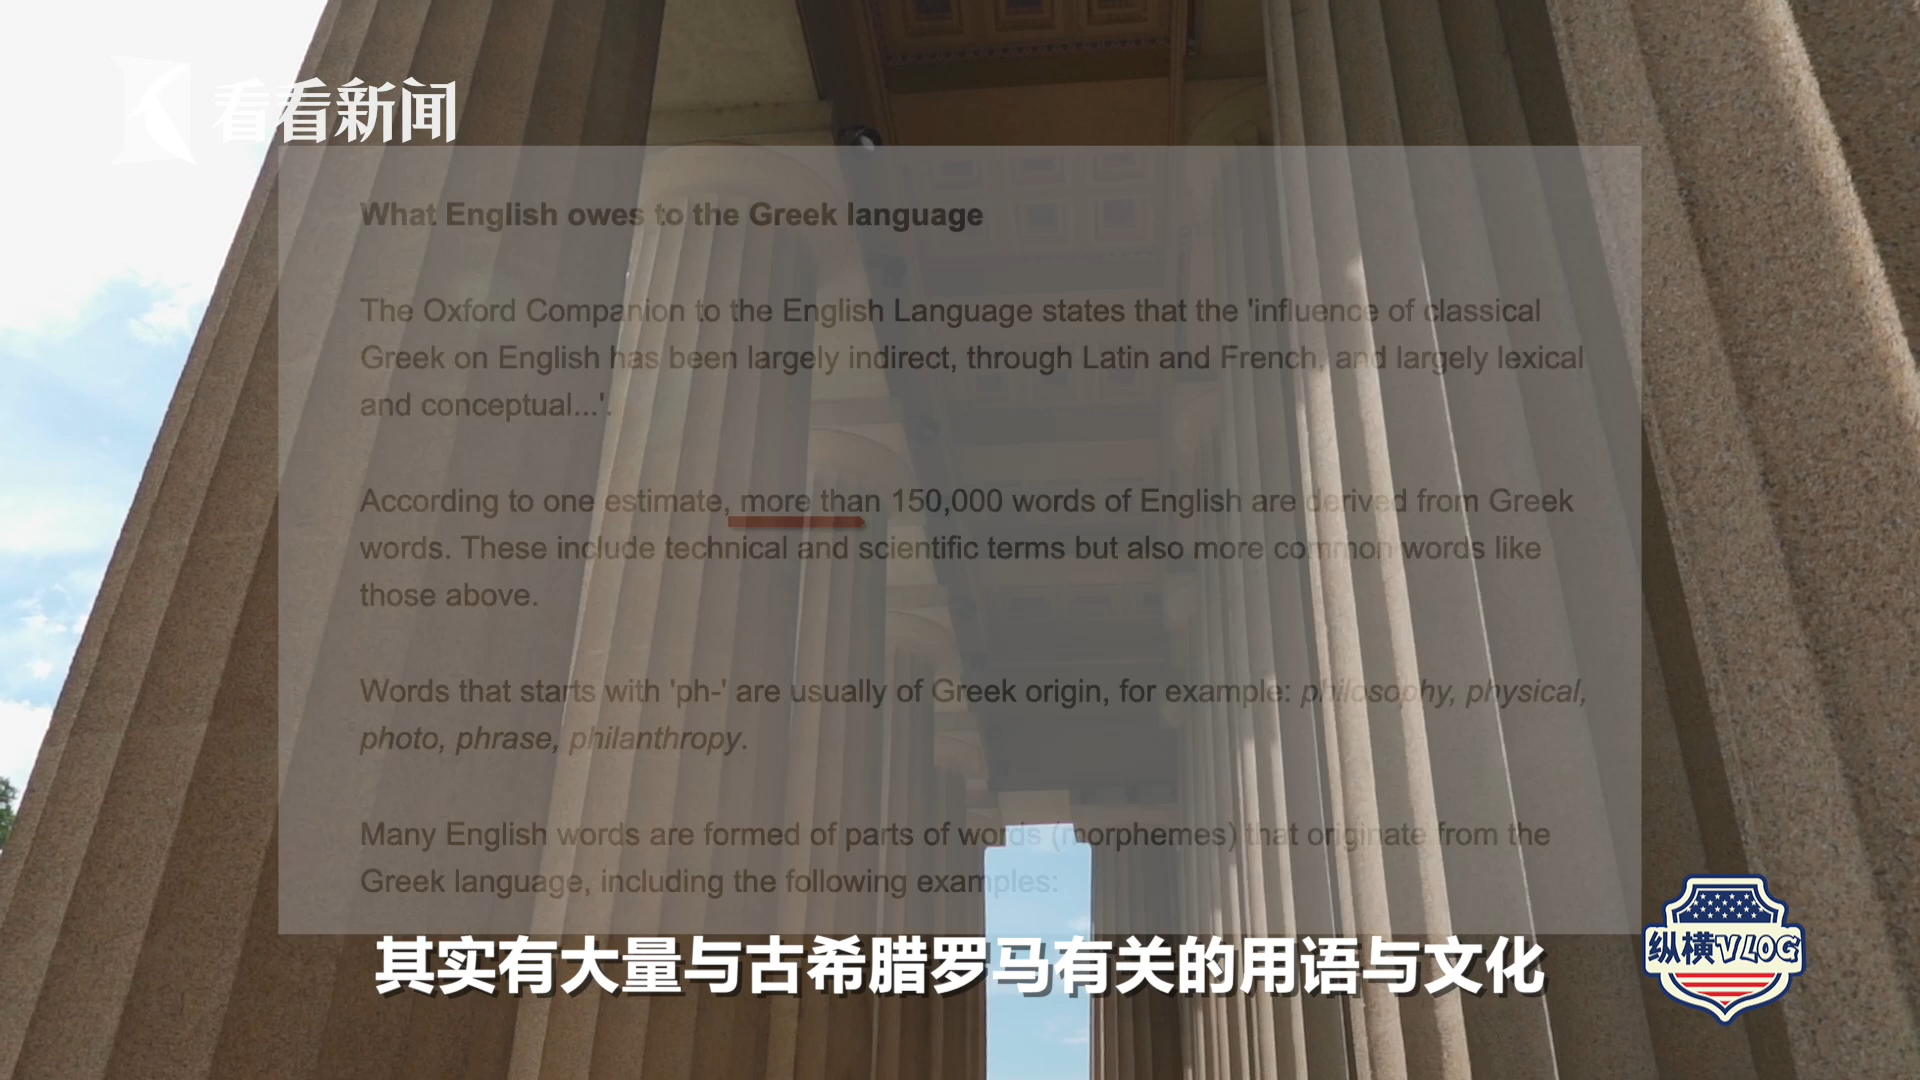 看看新闻
What English owes to the Greek language
The Oxford Companion to the English Language states that the 'influence of classical
Greek on English has been largely indirect, through Latin and French, and largely lexical
and conceptual...'.
According to one estimate, more than 150,000 words of English are derived from Greek
words. These include technical and scientific terms but also more common words like
those above.
Words that starts with 'ph-' are usually of Greek origin, for example: philosophy, physical,
photo, phrase, philanthropy.
Many English words are formed of parts of words (morphemes) that originate from the
Greek language, including the following examples:
其实有大量与古希腊罗马有关的用语与文化
纵横VLOG